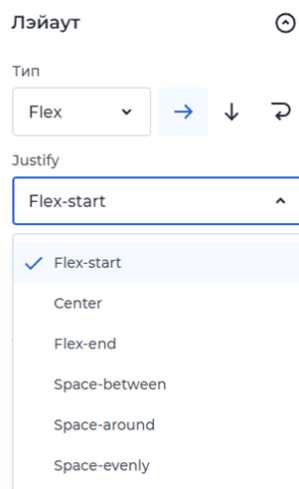 Лэйаут
Тип
Flex
Justify
Flex-start
Flex-start
Center
Flex-end
Space-between
Space-around
Space-evenly